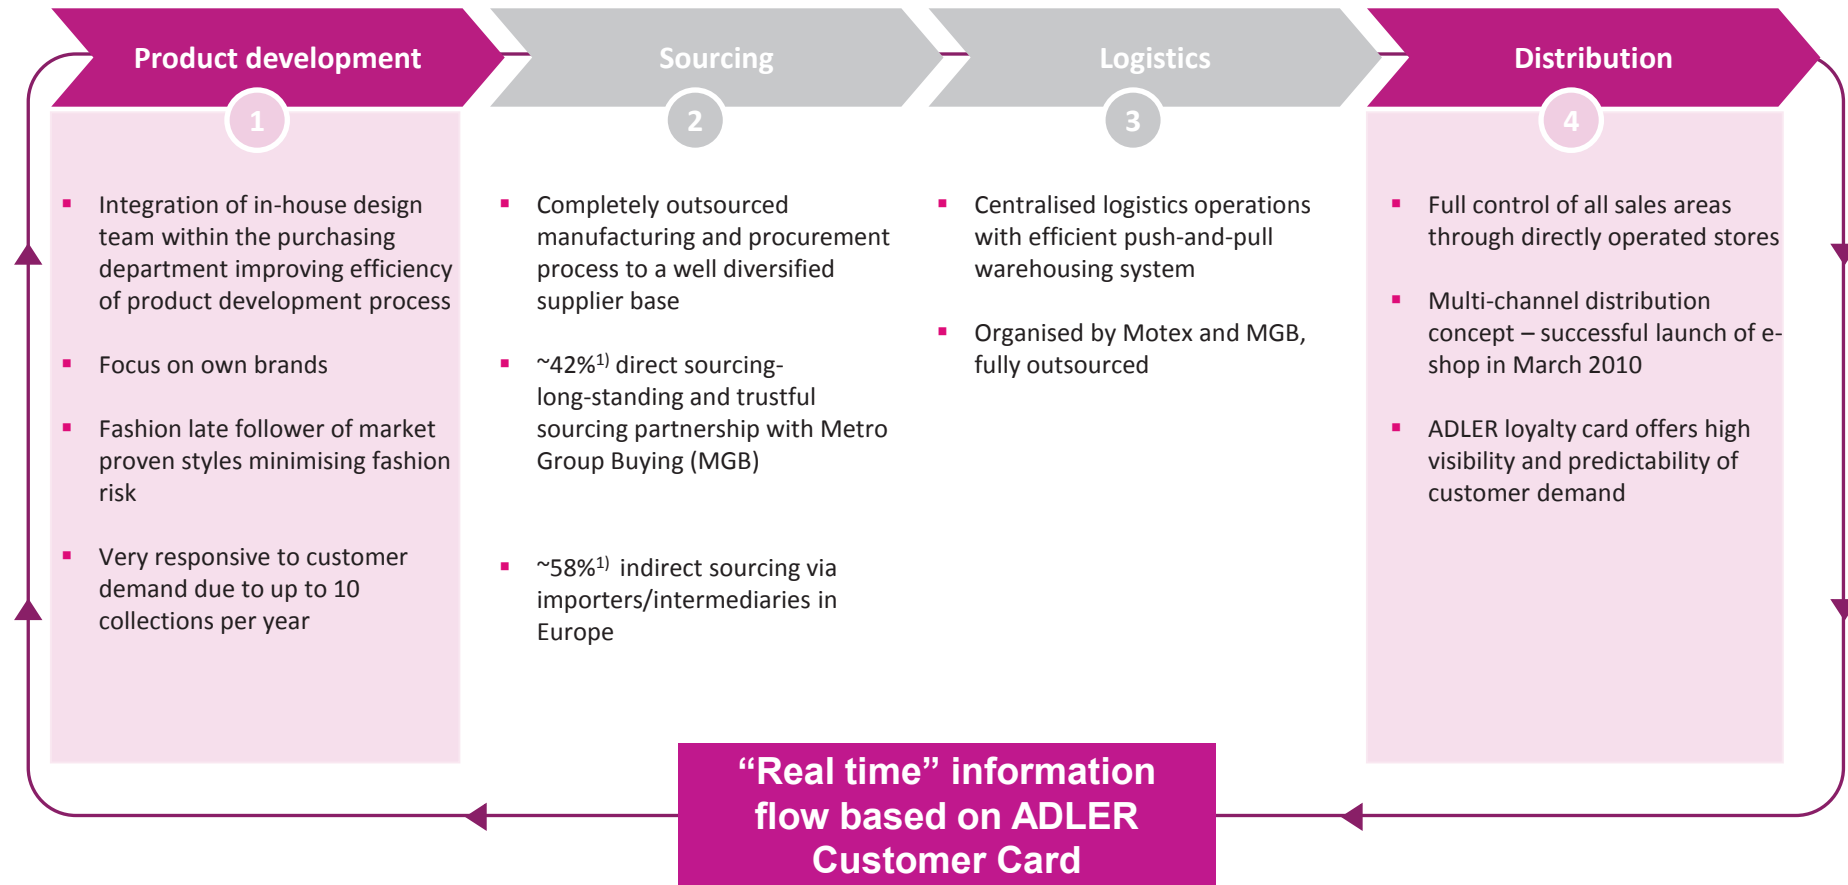 Product development
1
Integration of in-house design
team within the purchasing
department improving efficiency
of product development process
Focus on own brands
Fashion late follower of market
proven styles minimising fashion
risk
Very responsive to customer
demand due to up to 10
collections per year
Sourcing
2
Completely outsourced
manufacturing and procurement
process to a well diversified
supplier base
~42%1) direct sourcing-
long-standing and trustful
sourcing partnership with Metro
Group Buying (MGB)
~58%1) indirect sourcing via
importers/intermediaries in
Europe
Logistics
3
Centralised logistics operations
with efficient push-and-pull
warehousing system
Organised by Motex and MGB,
fully outsourced
Distribution
4
Full control of all sales areas
through directly operated stores
Multi-channel distribution
concept – successful launch of e-
shop in March 2010
ADLER loyalty card offers high
visibility and predictability of
customer demand
“Real time” information
flow based on ADLER
Customer Card